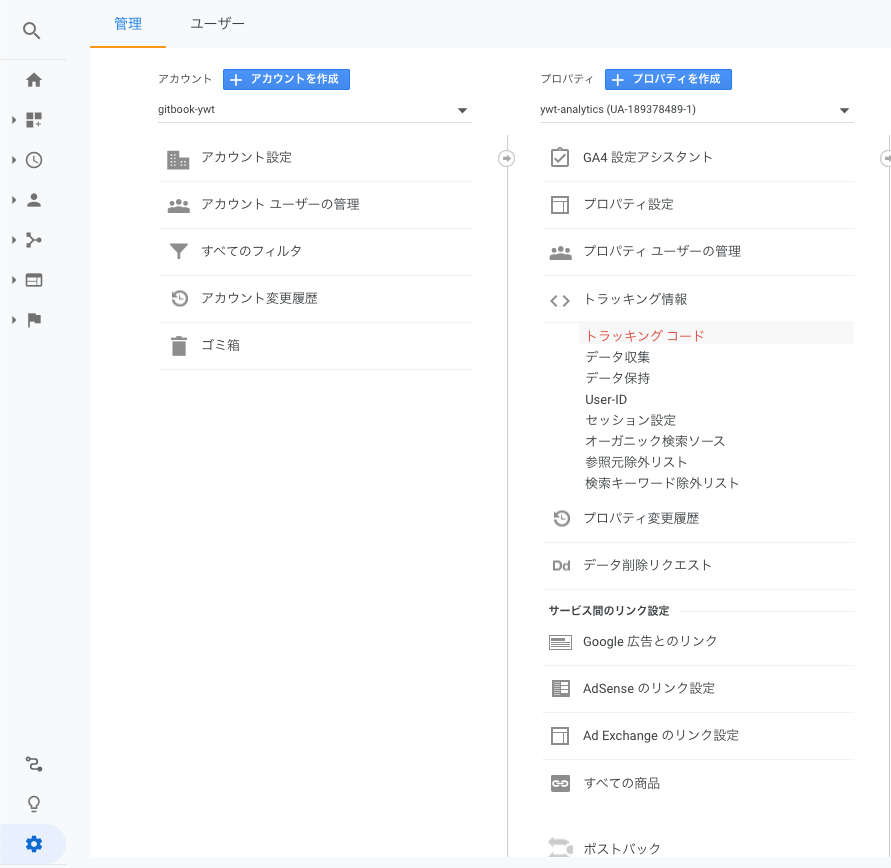 管理
ユーザー
アカウント
アカウントを作成
gitbook-ywt
アカウント設定
アカウント ユーザーの管理
すべてのフィルタ
アカウント変更履歴
ゴミ箱
プロパティ
プロパティを作成
ywt-analytics (UA-189378489-1)
GA4 設定アシスタント
プロパティ設定
プロパティ ユーザーの管理
トラッキング情報
トラッキング コード
データ収集
データ保持
User-ID
セッション設定
オーガニック検索ソース
参照元除外リスト
検索キーワード除外リスト
プロパティ変更履歴
Dd データ削除リクエスト
サービス間のリンク設定
Google 広告とのリンク
AdSense のリンク設定
Ad Exchange のリンク設定
すべての商品
ポストバック